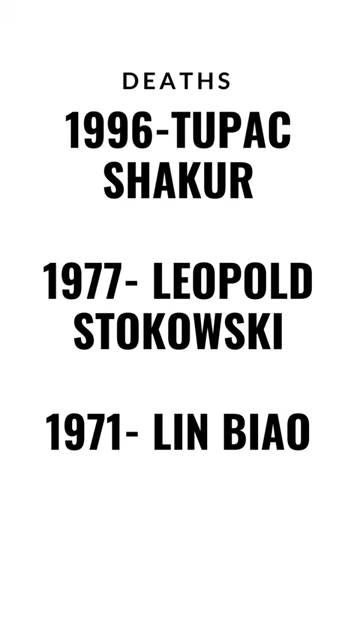 DEATHS
1996-TUPAC
SHAKUR
1977- LEOPOLD
STOKOWSKI
1971- LIN BIAO